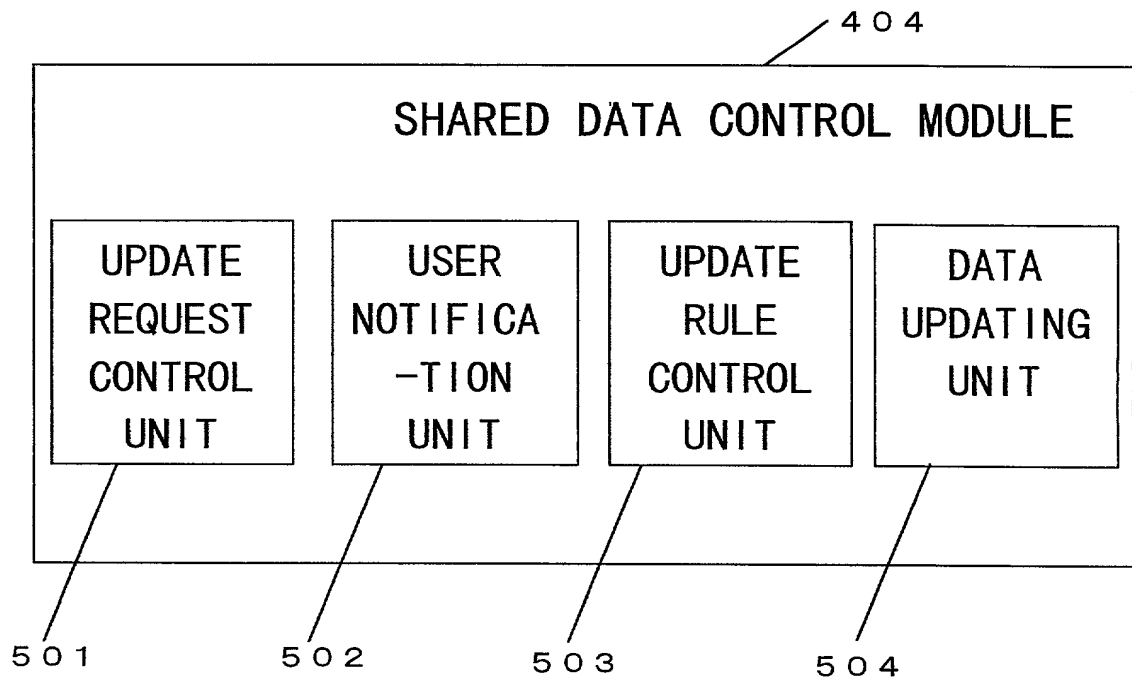 404
SHARED DATA CONTROL MODULE
UPDATE
REQUEST
CONTROL
UNIT
USER
NOTIFICA
-TION
UNIT
UPDATE
RULE
CONTROL
UNIT
DATA
UPDATING
UNIT
501
502
503
504